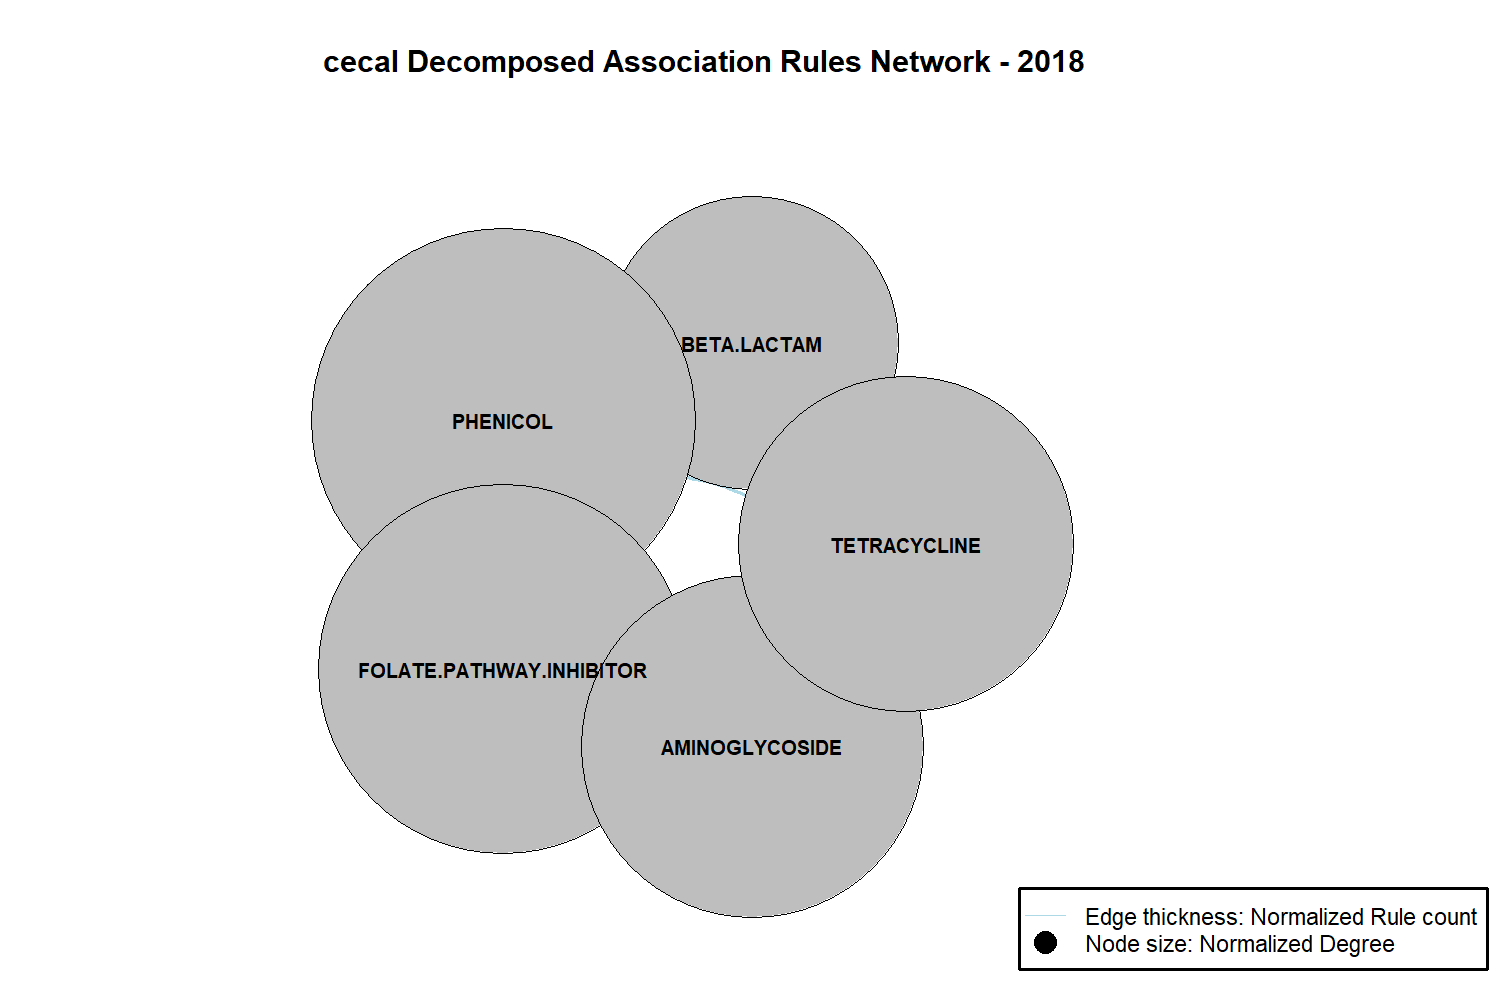 cecal Decomposed Association Rules Network - 2018
BETA.LACTAM
PHENICOL
TETRACYCLINE
FOLATE.PATHWAY.INHIBITOR
AMINOGLYCOSIDE
Edge thickness: Normalized Rule count
Node size: Normalized Degree